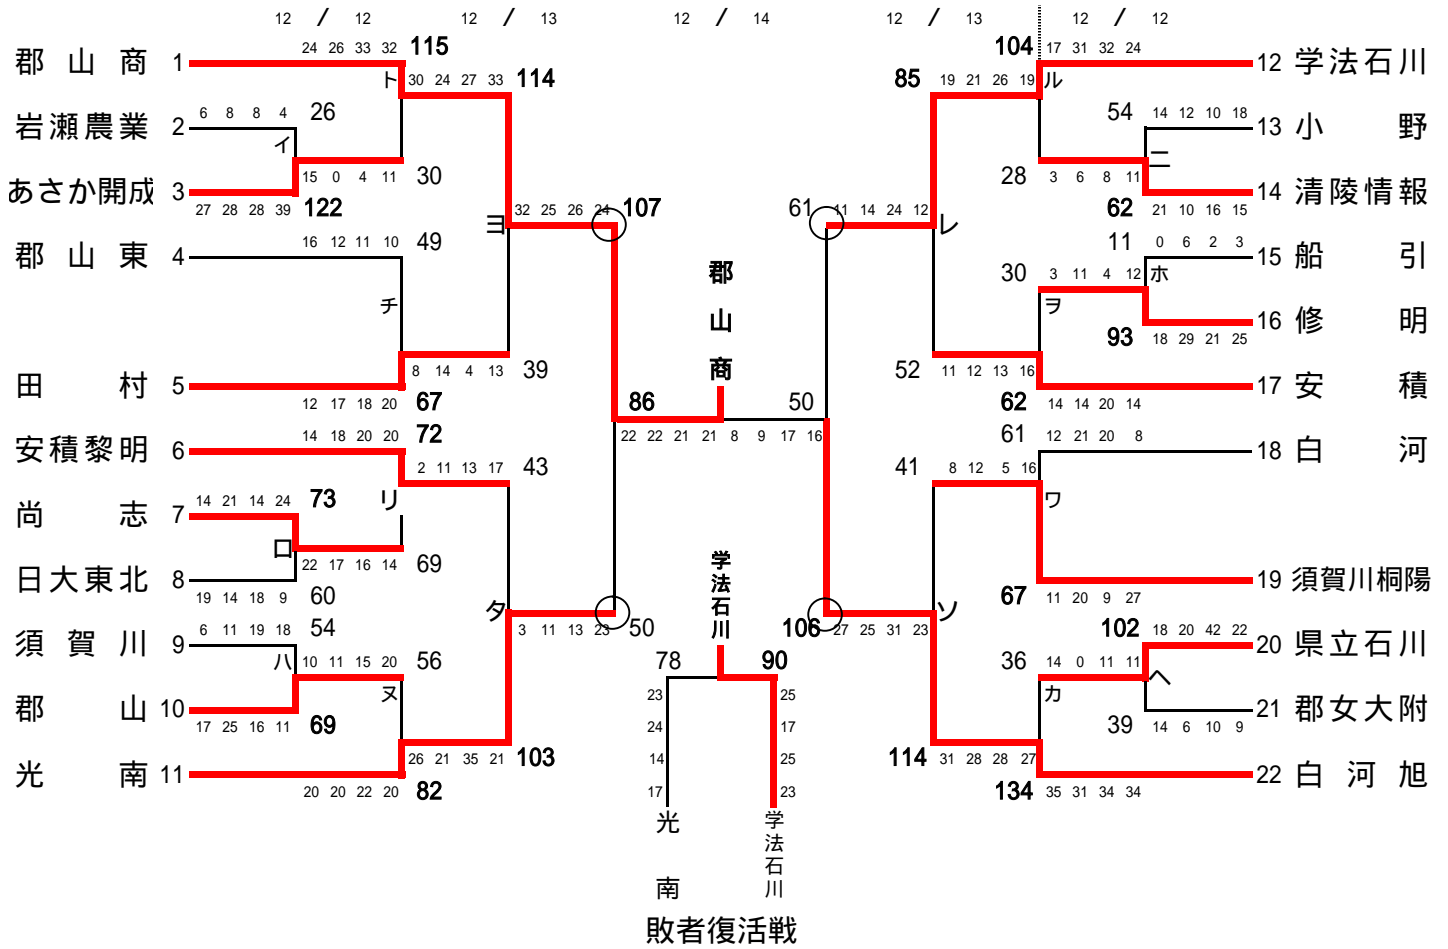 12 / 12 12 / 13 12 / 14 12 / 13 12 / 12
24 26 33 32 115
104 17 31 32 24
郡山商 1
12 学法石川
ト 30 24 27 33 114
85 19 21 26 19 ル
6 8 8 4 26
54 14 12 10 18
岩瀬農業 2
13 小野
イ
ニ
15 0 4 11 30
28 3 6 8 11
あさか開成 3
14 清陵情報
27 28 28 39 122
62 21 10 16 15
32 25 26 24 107
61 11 14 24 12
ヨ
レ
16 12 11 10 49
11 0 6 2 3
郡山東 4
15 船引
30 3 11 4 12 ホ
チ
ヲ
郡山商
16 修明
93 18 29 21 25
8 14 4 13 39
52 11 12 13 16
田村 5
17 安積
12 17 18 20 67
62 14 14 20 14
86 50
22 22 21 21 8 9 17 16
14 18 20 20 72
61 12 21 20 8
安積黎明 6
18 白河
2 11 13 17 43
41 8 12 5 16
14 21 14 24 73 リ
ワ
尚志 7
ロ 22 17 16 14 69
日大東北 8
19 須賀川桐陽
19 14 18 9 60
67 11 20 9 27
学法石川
タ
ソ
3 11 13 23 50
106 27 25 31 23
6 11 19 18 54
102 18 20 42 22
須賀川 9
20 県立石川
ハ 10 11 15 20 56
36 14 0 11 11 ヘ
ヌ
カ
78 90
郡山 10
21 郡女大附
17 25 16 11 69
39 14 6 10 9
23 25
24 17
14 25
17 23
26 21 35 21 103
114 31 28 28 27
光南 11
22 白河旭
20 20 22 20 82
134 35 31 34 34
光南
学法石川
敗者復活戦